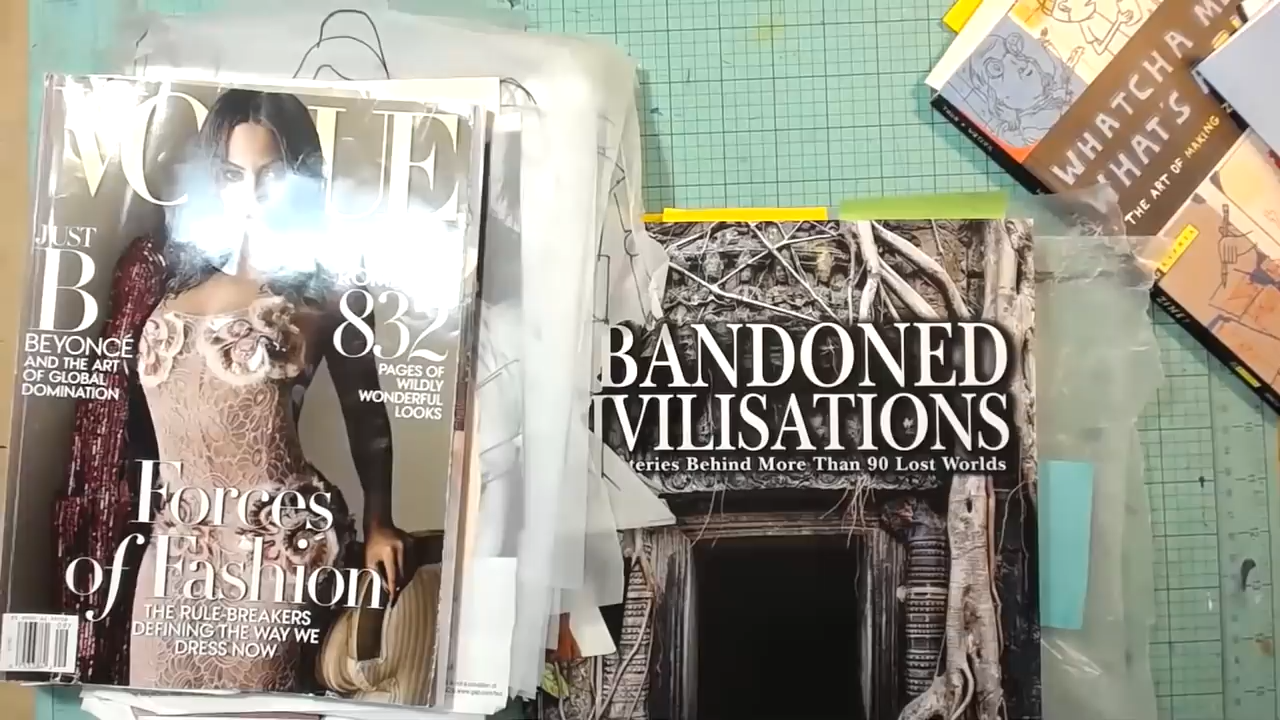 VOGUE
JUST
B
BEYONCÉ
AND THE ART
OF GLOBAL
DOMINATION
832
PAGES OF
WILDLY
WONDERFUL
LOOKS
Forces
of Fashion
THE RULE-BREAKERS
DEFINING THE WAY WE
DRESS NOW
BANDONED
VILISATIONS
teries Behind More Than 90 Lost Worlds
WHATCHA
THE ART OF MAKING